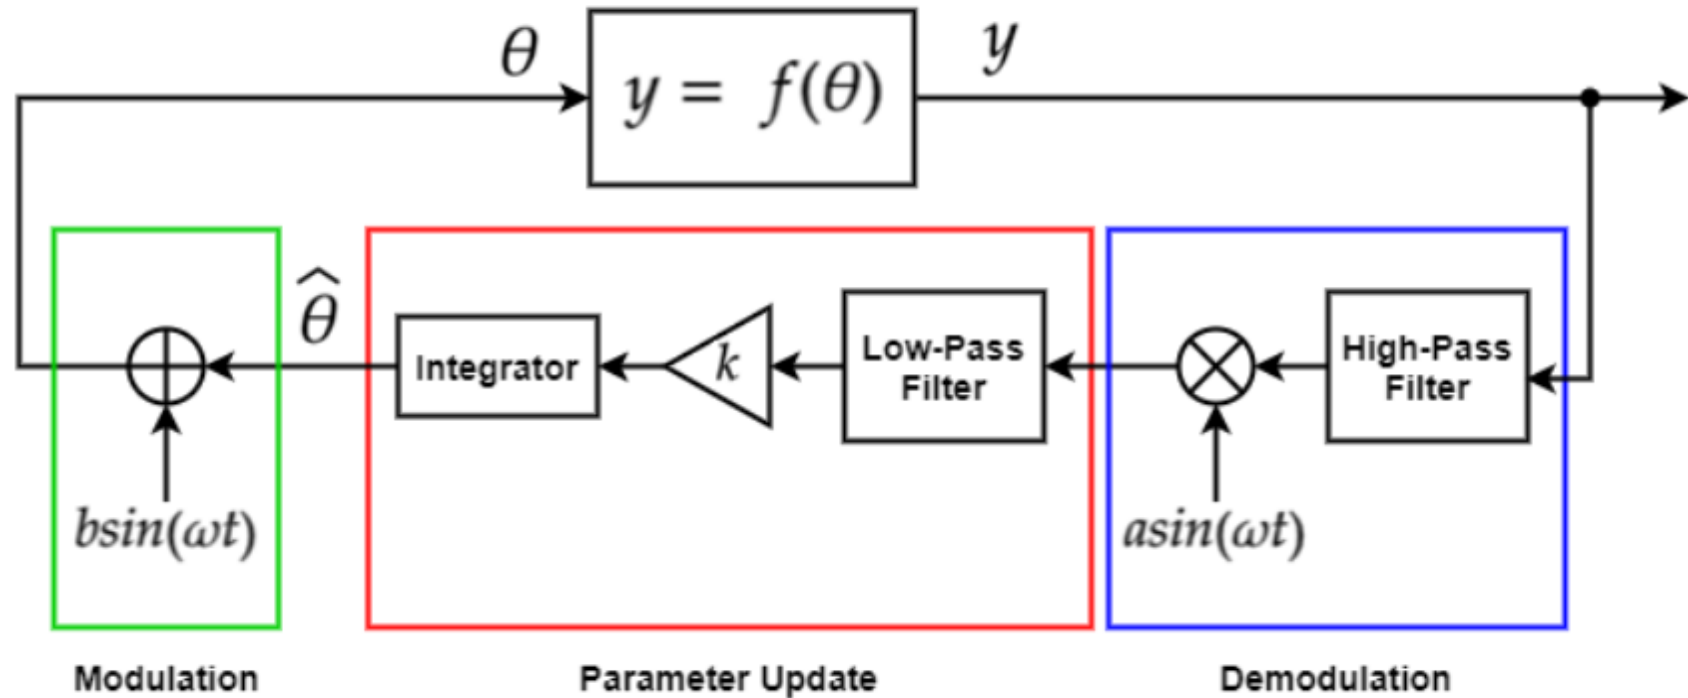 θ
y = f(θ)
y
θ̂
Integrator
k
Low-Pass
Filter
High-Pass
Filter
bsin(ωt)
asin(ωt)
Modulation
Parameter Update
Demodulation